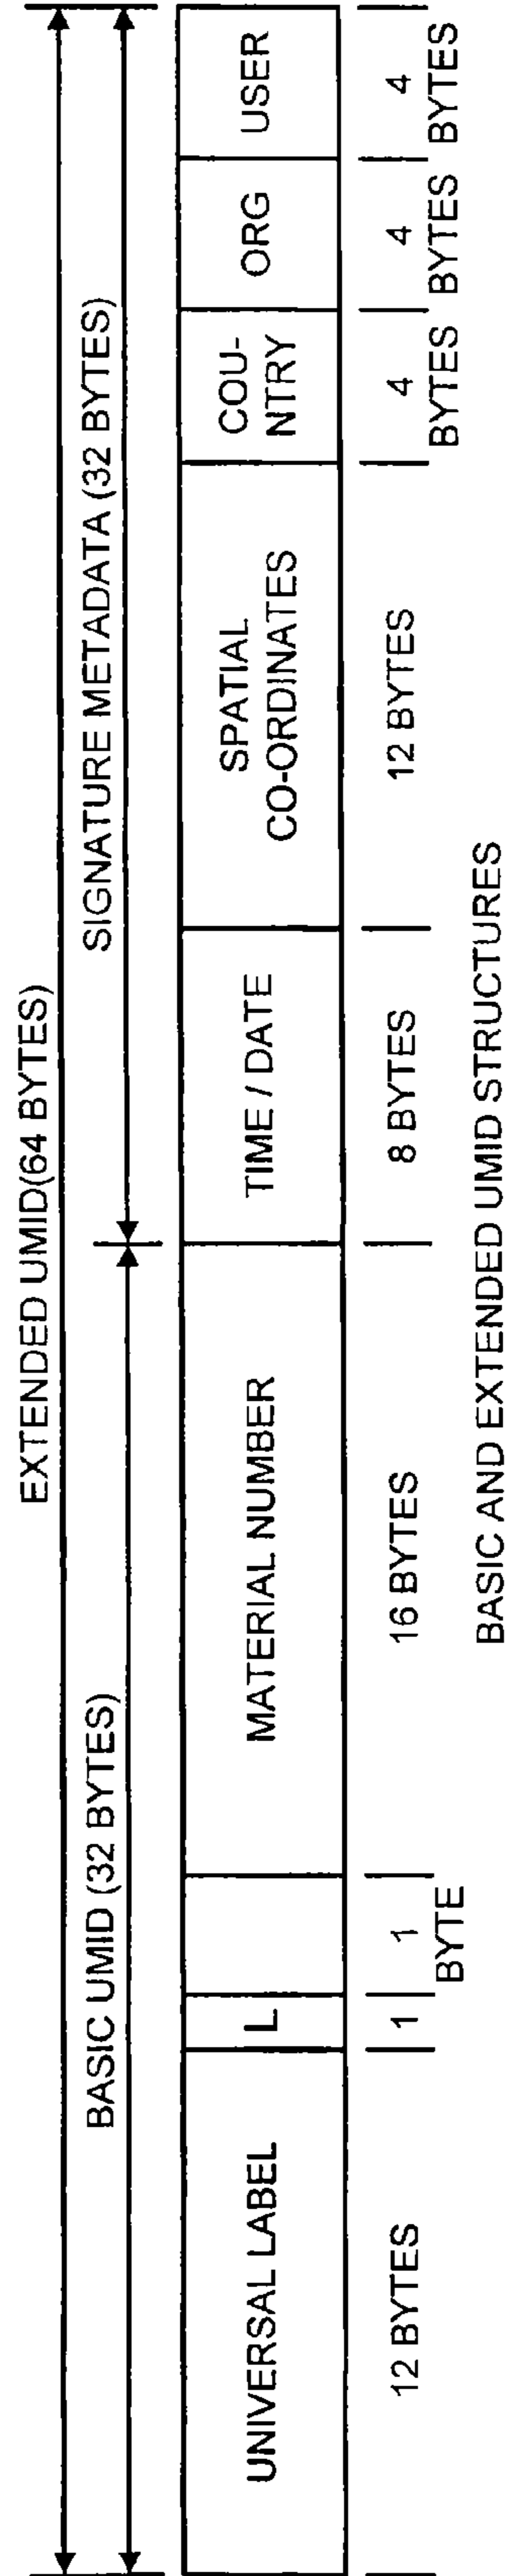 EXTENDED UMID(64 BYTES)
BASIC UMID (32 BYTES)
SIGNATURE METADATA (32 BYTES)
UNIVERSAL LABEL
L
MATERIAL NUMBER
TIME / DATE
SPATIAL
CO-ORDINATES
COU-
NTRY
ORG
USER
12 BYTES
1
1
BYTE
16 BYTES
8 BYTES
12 BYTES
4
BYTES
4
BYTES
4
BYTES
BASIC AND EXTENDED UMID STRUCTURES